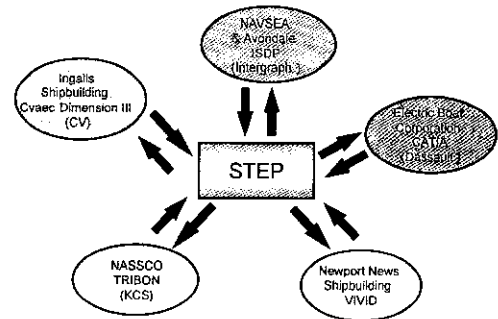 NAVSEA
& Avondale
ISDP
(Intergraph)
Ingalls
Shipbuilding
Cvaec Dimension III
(CV)
Electric Boat
Corporation
CATIA
(Dassault)
STEP
NASSCO
TRIBON
(KCS)
Newport News
Shipbuilding
VIVID